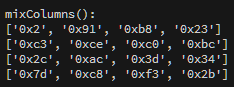 mixColumns():
['0x2', '0x91', '0xb8', '0x23']
['0xc3', '0xce', '0xc0', '0xbc']
['0x2c', '0xac', '0x3d', '0x34']
['0x7d', '0xc8', '0xf3', '0x2b']